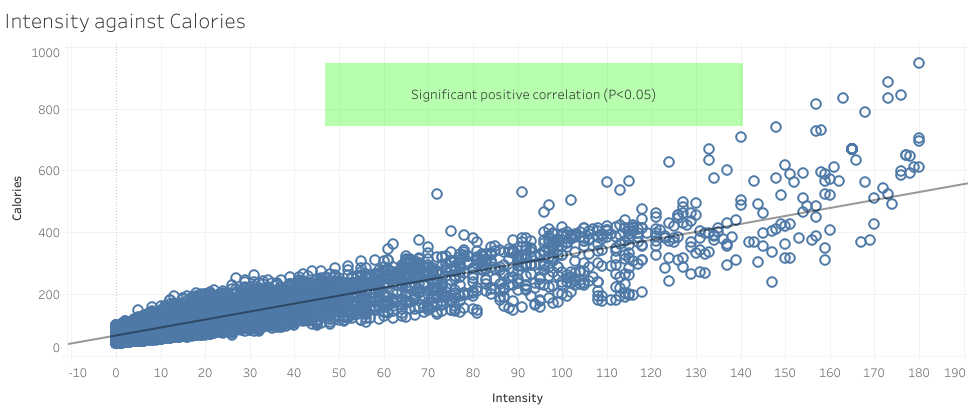 Intensity against Calories
1000
800
600
400
200
0
Calories
Significant positive correlation (P<0.05)
-10 0 10 20 30 40 50 60 70 80 90 100 110 120 130 140 150 160 170 180 190
Intensity